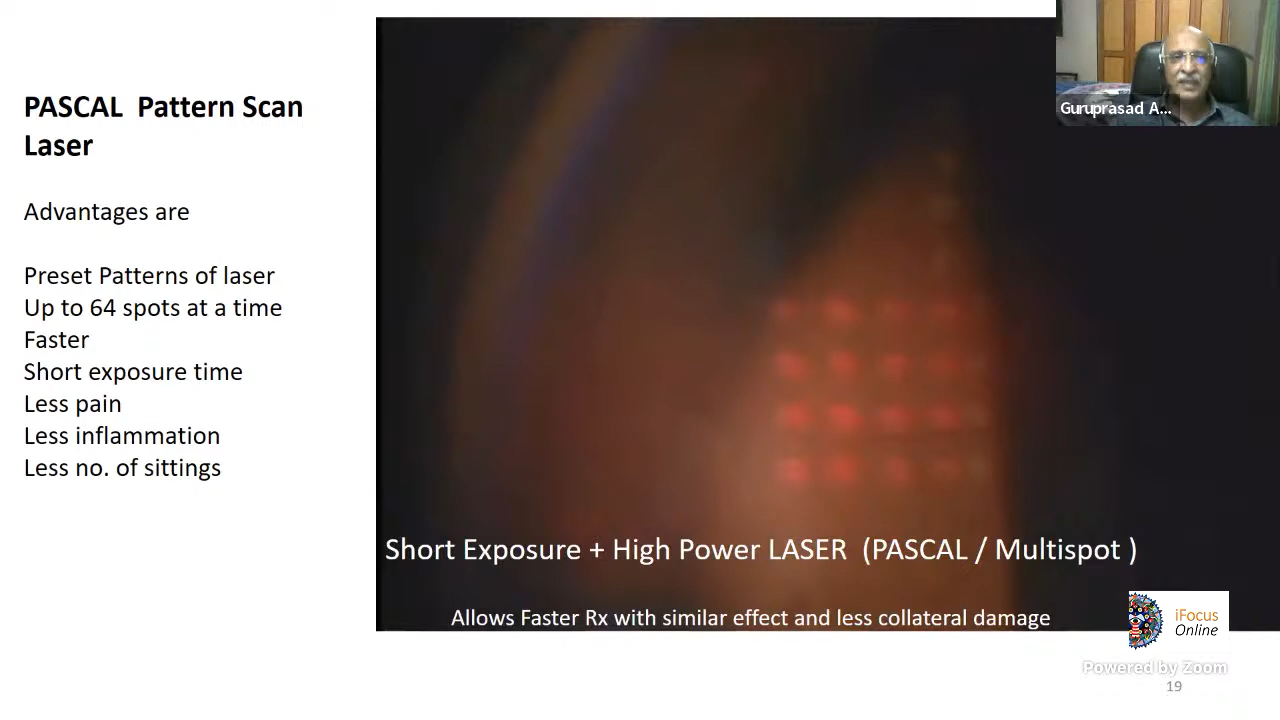 PASCAL Pattern Scan
Laser
Advantages are
Preset Patterns of laser
Up to 64 spots at a time
Faster
Short exposure time
Less pain
Less inflammation
Less no. of sittings
Guruprasad A...
Short Exposure + High Power LASER (PASCAL / Multispot )
Allows Faster Rx with similar effect and less collateral damage
iFocus
Online
Powered by Zoom
19